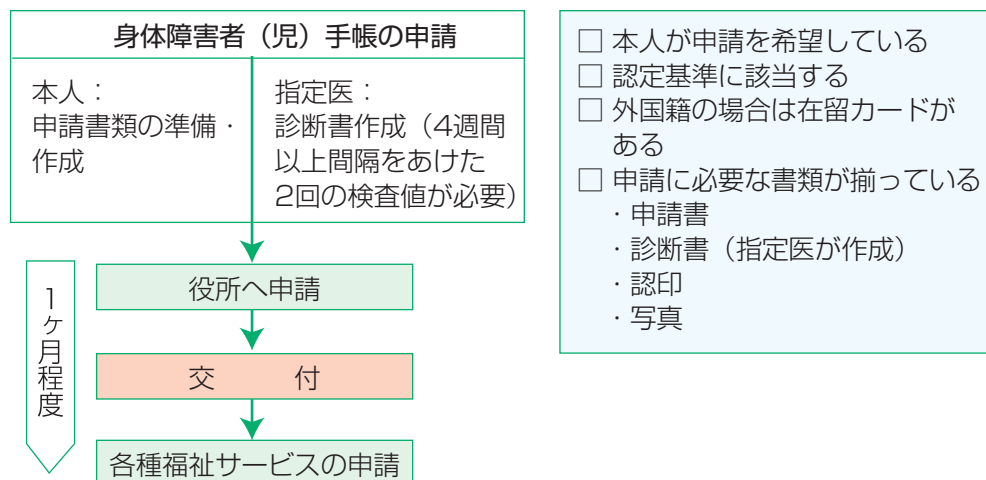 身体障害者（児）手帳の申請
本人：
申請書類の準備・
作成
指定医：
診断書作成（4週間
以上間隔をあけた
2回の検査値が必要）
1ヶ月程度
役所へ申請
交　付
各種福祉サービスの申請
□ 本人が申請を希望している
□ 認定基準に該当する
□ 外国籍の場合は在留カードが
ある
□ 申請に必要な書類が揃っている
・申請書
・診断書（指定医が作成）
・認印
・写真